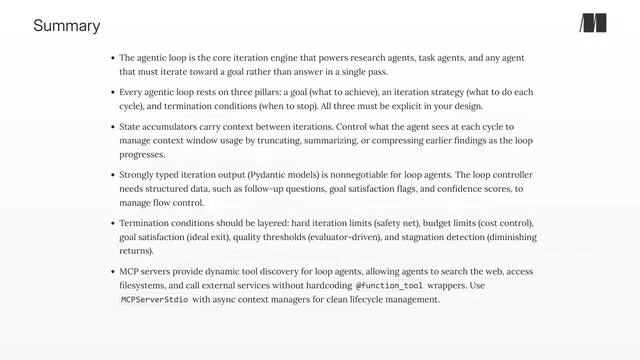 Summary
• The agentic loop is the core iteration engine that powers research agents, task agents, and any agent
that must iterate toward a goal rather than answer in a single pass.
• Every agentic loop rests on three pillars: a goal (what to achieve), an iteration strategy (what to do each
cycle), and termination conditions (when to stop). All three must be explicit in your design.
• State accumulators carry context between iterations. Control what the agent sees at each cycle to
manage context window usage by truncating, summarizing, or compressing earlier findings as the loop
progresses.
• Strongly typed iteration output (Pydantic models) is nonnegotiable for loop agents. The loop controller
needs structured data, such as follow-up questions, goal satisfaction flags, and confidence scores, to
manage flow control.
• Termination conditions should be layered: hard iteration limits (safety net), budget limits (cost control),
goal satisfaction (ideal exit), quality thresholds (evaluator-driven), and stagnation detection (diminishing
returns).
• MCP servers provide dynamic tool discovery for loop agents, allowing agents to search the web, access
filesystems, and call external services without hardcoding @function_tool wrappers. Use
MCPServerStdio with async context managers for clean lifecycle management.